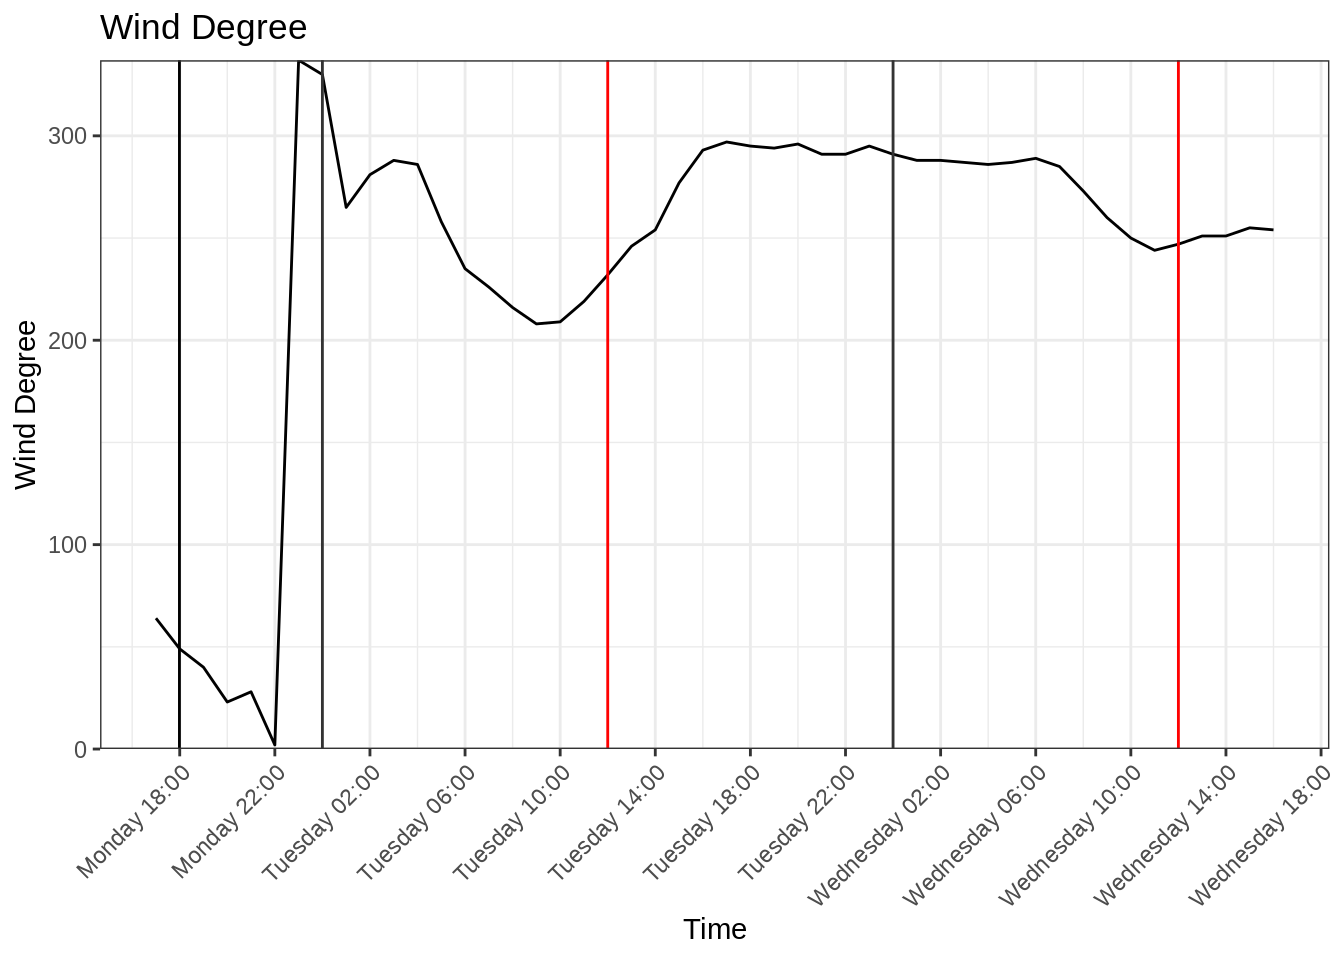 Wind Degree
Wind Degree
300
200
100
0
Monday 18:00
Monday 22:00
Tuesday 02:00
Tuesday 06:00
Tuesday 10:00
Tuesday 14:00
Tuesday 18:00
Tuesday 22:00
Wednesday 02:00
Wednesday 06:00
Wednesday 10:00
Wednesday 14:00
Wednesday 18:00
Time